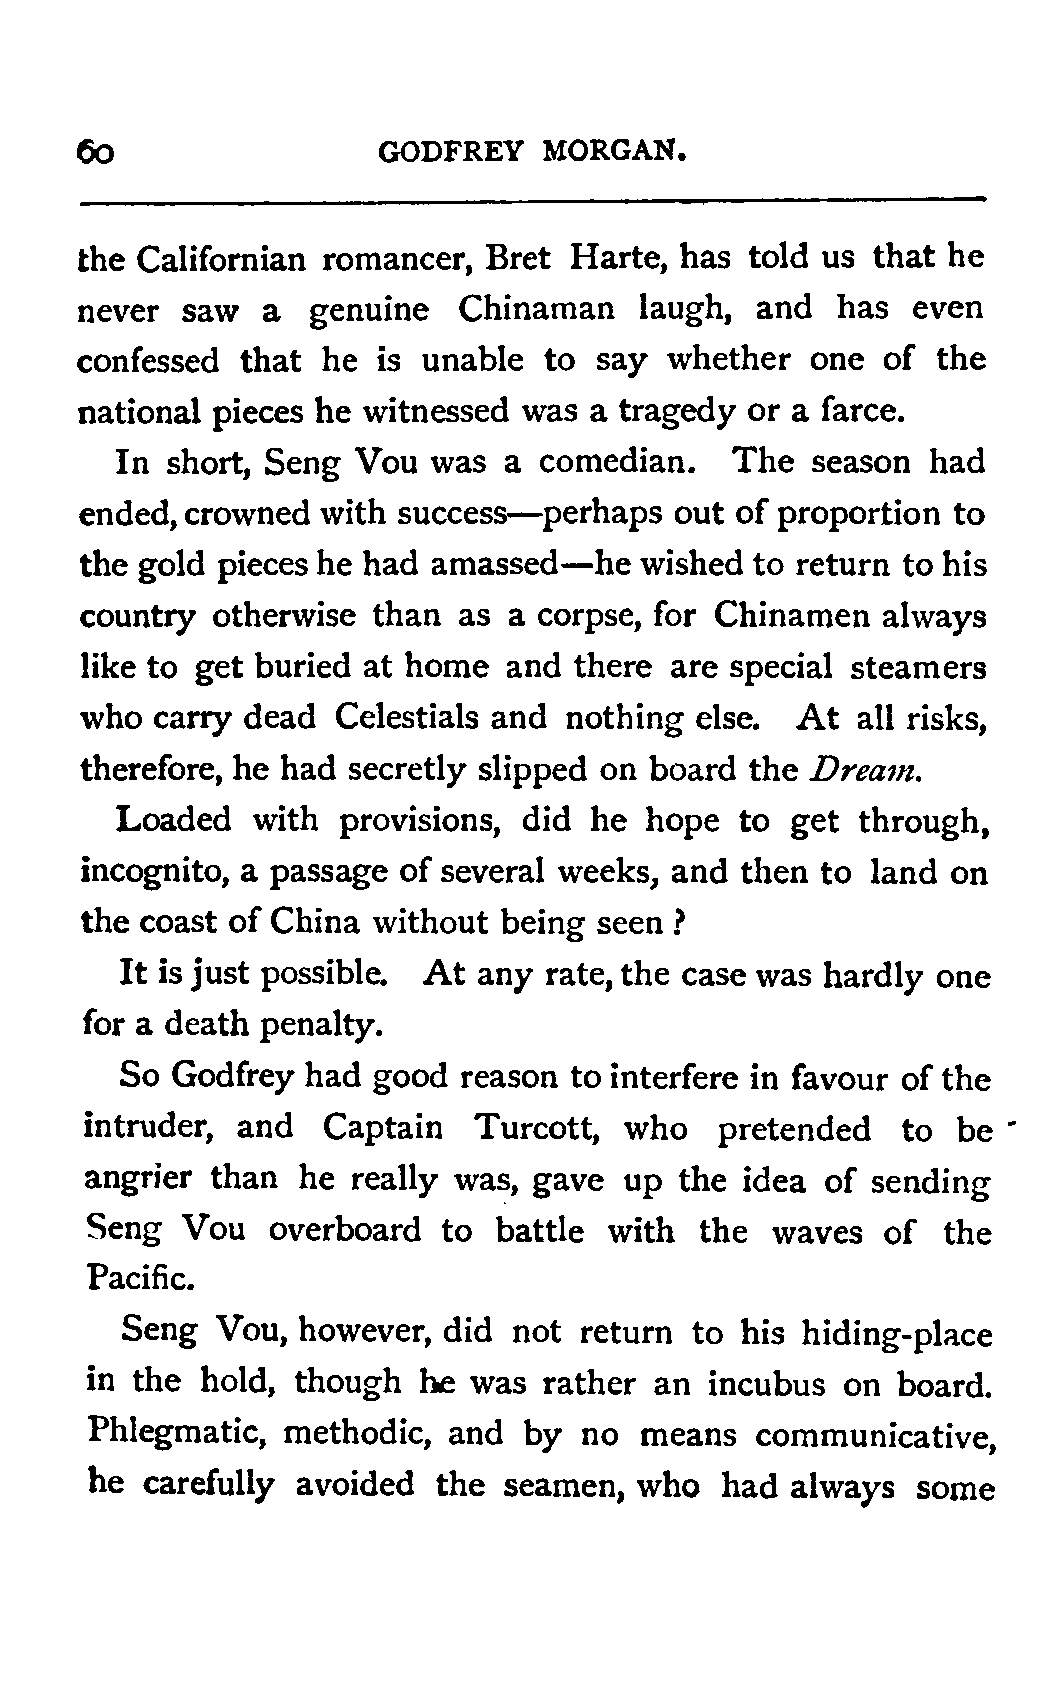 60 GODFREY MORGAN.
the Californian romancer, Bret Harte, has told us that he
never saw a genuine Chinaman laugh, and has even
confessed that he is unable to say whether one of the
national pieces he witnessed was a tragedy or a farce.
In short, Seng Vou was a comedian. The season had
ended, crowned with success—perhaps out of proportion to
the gold pieces he had amassed—he wished to return to his
country otherwise than as a corpse, for Chinamen always
like to get buried at home and there are special steamers
who carry dead Celestials and nothing else. At all risks,
therefore, he had secretly slipped on board the Dream.
Loaded with provisions, did he hope to get through,
incognito, a passage of several weeks, and then to land on
the coast of China without being seen ?
It is just possible. At any rate, the case was hardly one
for a death penalty.
So Godfrey had good reason to interfere in favour of the
intruder, and Captain Turcott, who pretended to be
angrier than he really was, gave up the idea of sending
Seng Vou overboard to battle with the waves of the
Pacific.
Seng Vou, however, did not return to his hiding-place
in the hold, though he was rather an incubus on board.
Phlegmatic, methodic, and by no means communicative,
he carefully avoided the seamen, who had always some